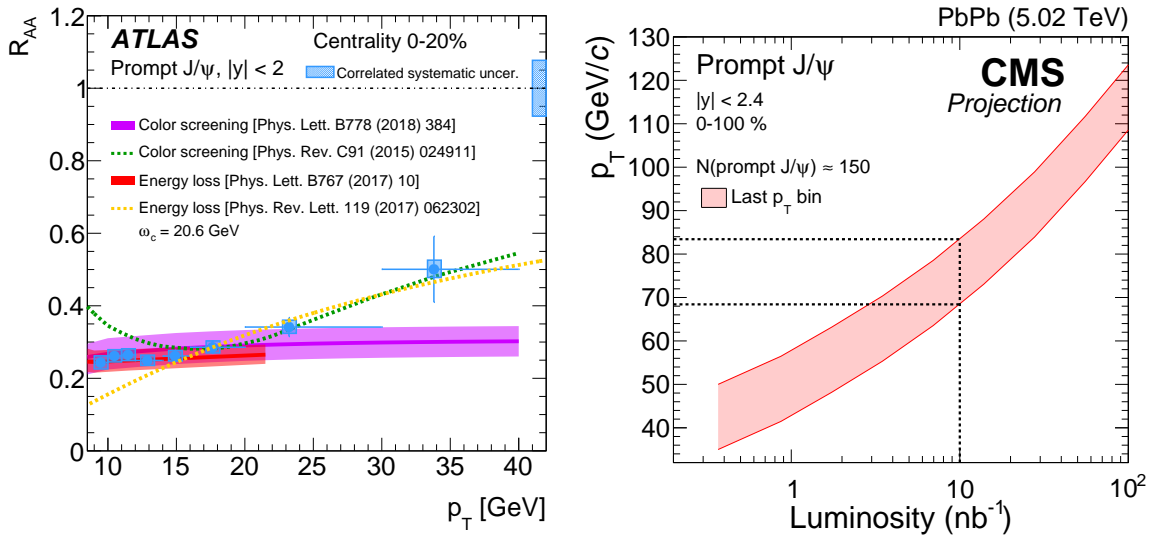 R_AA
1.2
1
0.8
0.6
0.4
0.2
0
ATLAS
Centrality 0-20%
Prompt J/ψ, |y| < 2
Correlated systematic uncer.
Color screening [Phys. Lett. B778 (2018) 384]
Color screening [Phys. Rev. C91 (2015) 024911]
Energy loss [Phys. Lett. B767 (2017) 10]
Energy loss [Phys. Rev. Lett. 119 (2017) 062302]
ω_c = 20.6 GeV
10 15 20 25 30 35 40
p_T [GeV]
PbPb (5.02 TeV)
p_T (GeV/c)
130
120
110
100
90
80
70
60
50
40
Prompt J/ψ
CMS
Projection
|y| < 2.4
0-100 %
N(prompt J/ψ) ≈ 150
Last p_T bin
1 10 10²
Luminosity (nb⁻¹)